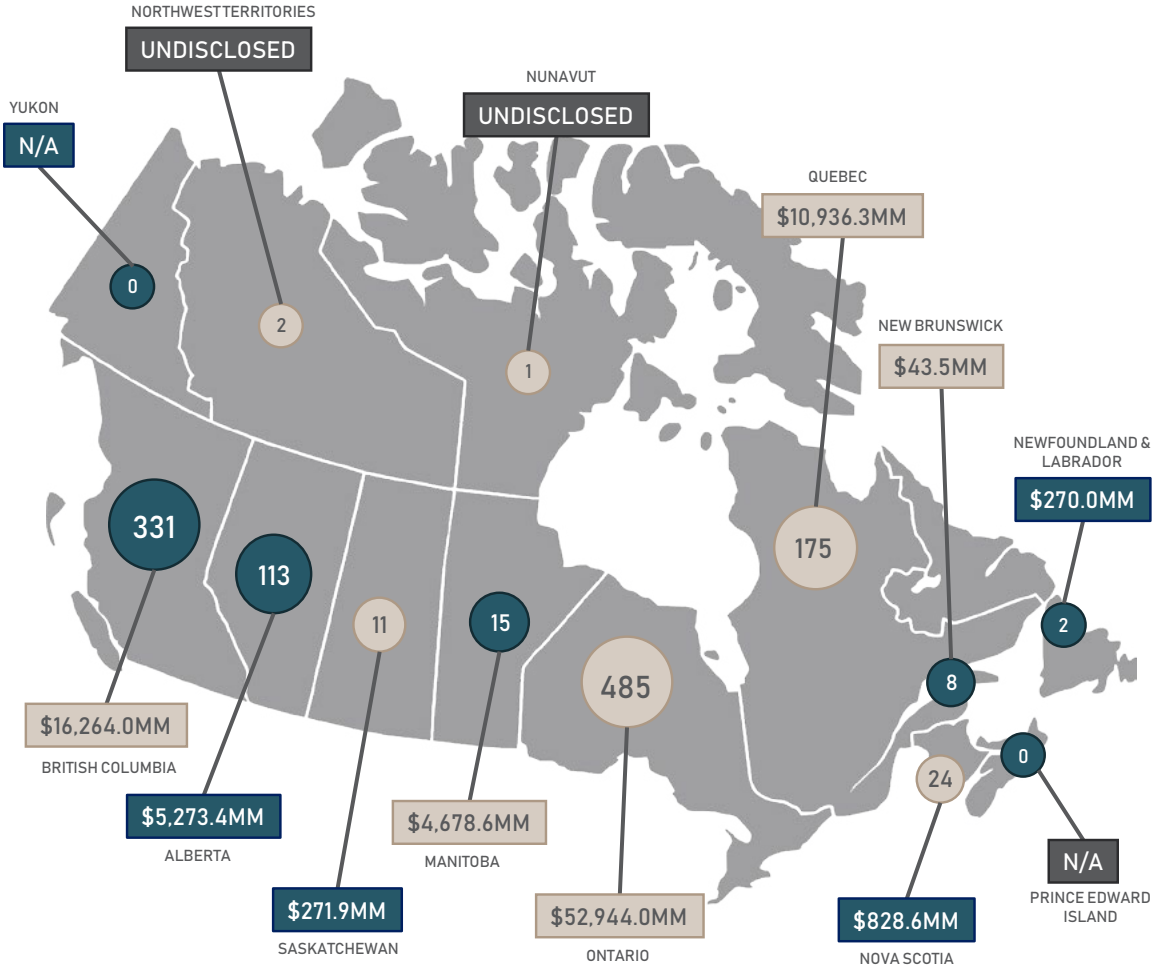 NORTHWEST TERRITORIES
UNDISCLOSED
NUNAVUT
UNDISCLOSED
YUKON
N/A
QUEBEC
$10,936.3MM
0
2
NEW BRUNSWICK
$43.5MM
1
NEWFOUNDLAND &
LABRADOR
$270.0MM
331
113
175
11
15
2
485
8
$16,264.0MM
BRITISH COLUMBIA
24
0
$5,273.4MM
ALBERTA
$4,678.6MM
MANITOBA
N/A
PRINCE EDWARD
ISLAND
$271.9MM
SASKATCHEWAN
$52,944.0MM
ONTARIO
$828.6MM
NOVA SCOTIA